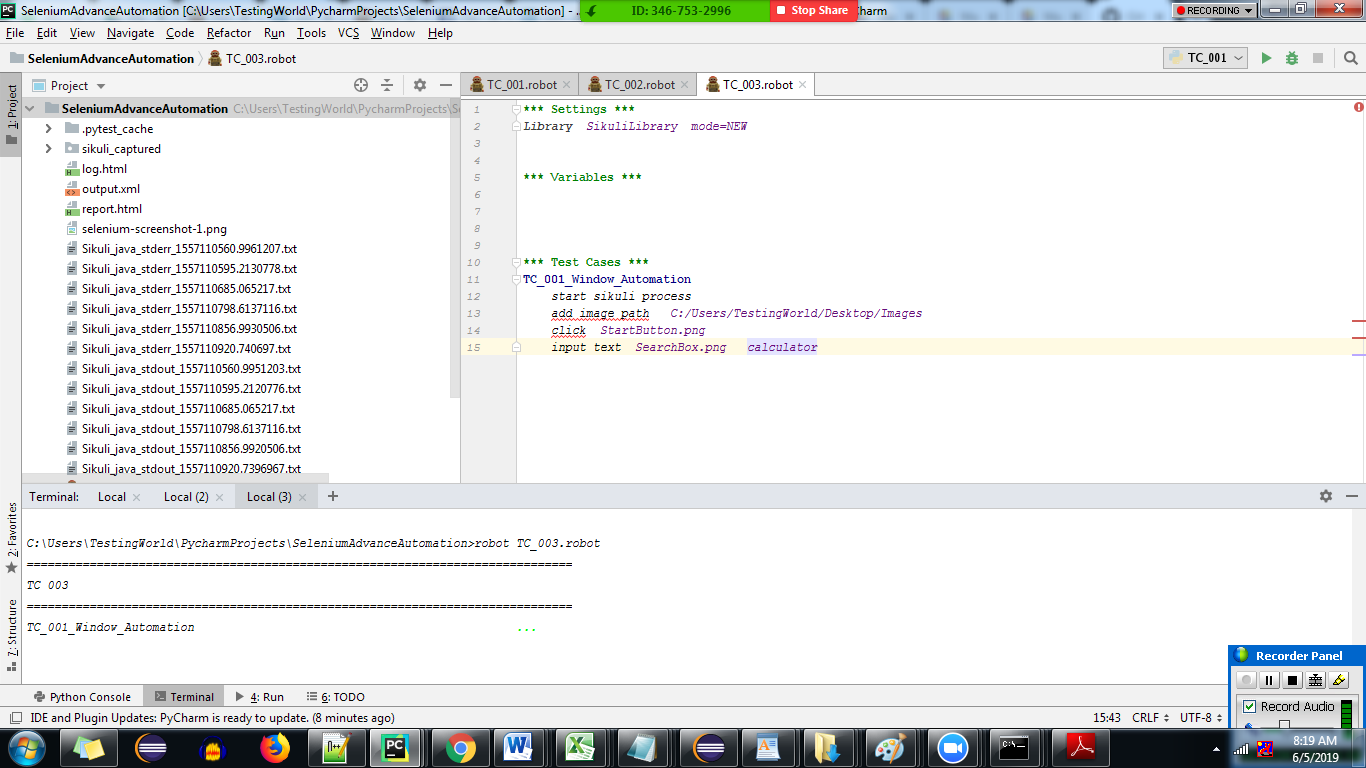 SeleniumAdvanceAutomation [C:\Users\TestingWorld\PycharmProjects\SeleniumAdvanceAutomation] - ...
ID: 346-753-2996
Stop Share
RECORDING
File Edit View Navigate Code Refactor Run Tools VCS Window Help
SeleniumAdvanceAutomation TC_003.robot
TC_001
1: Project
Project
TC_001.robot
TC_002.robot
TC_003.robot
SeleniumAdvanceAutomation C:\Users\TestingWorld\PycharmProjects\S
.pytest_cache
sikuli_captured
log.html
output.xml
report.html
selenium-screenshot-1.png
Sikuli_java_stderr_1557110560.9961207.txt
Sikuli_java_stderr_1557110595.2130778.txt
Sikuli_java_stderr_1557110685.065217.txt
Sikuli_java_stderr_1557110798.6137116.txt
Sikuli_java_stderr_1557110856.9930506.txt
Sikuli_java_stderr_1557110920.740697.txt
Sikuli_java_stdout_1557110560.9951203.txt
Sikuli_java_stdout_1557110595.2120776.txt
Sikuli_java_stdout_1557110685.065217.txt
Sikuli_java_stdout_1557110798.6137116.txt
Sikuli_java_stdout_1557110856.9920506.txt
Sikuli_java_stdout_1557110920.7396967.txt
1 *** Settings ***
2 Library SikuliLibrary mode=NEW
3
4
5 *** Variables ***
6
7
8
9
10 *** Test Cases ***
11 TC_001_Window_Automation
12 start sikuli process
13 add image path C:/Users/TestingWorld/Desktop/Images
14 click StartButton.png
15 input text SearchBox.png calculator
Terminal: Local Local (2) Local (3)
C:\Users\TestingWorld\PycharmProjects\SeleniumAdvanceAutomation>robot TC_003.robot
==============================================================================
TC 003
==============================================================================
TC_001_Window_Automation ...
2: Favorites
7: Structure
Recorder Panel
Record Audio
Python Console Terminal 4: Run 6: TODO
IDE and Plugin Updates: PyCharm is ready to update. (8 minutes ago)
15:43 CRLF UTF-8
8:19 AM
6/5/2019